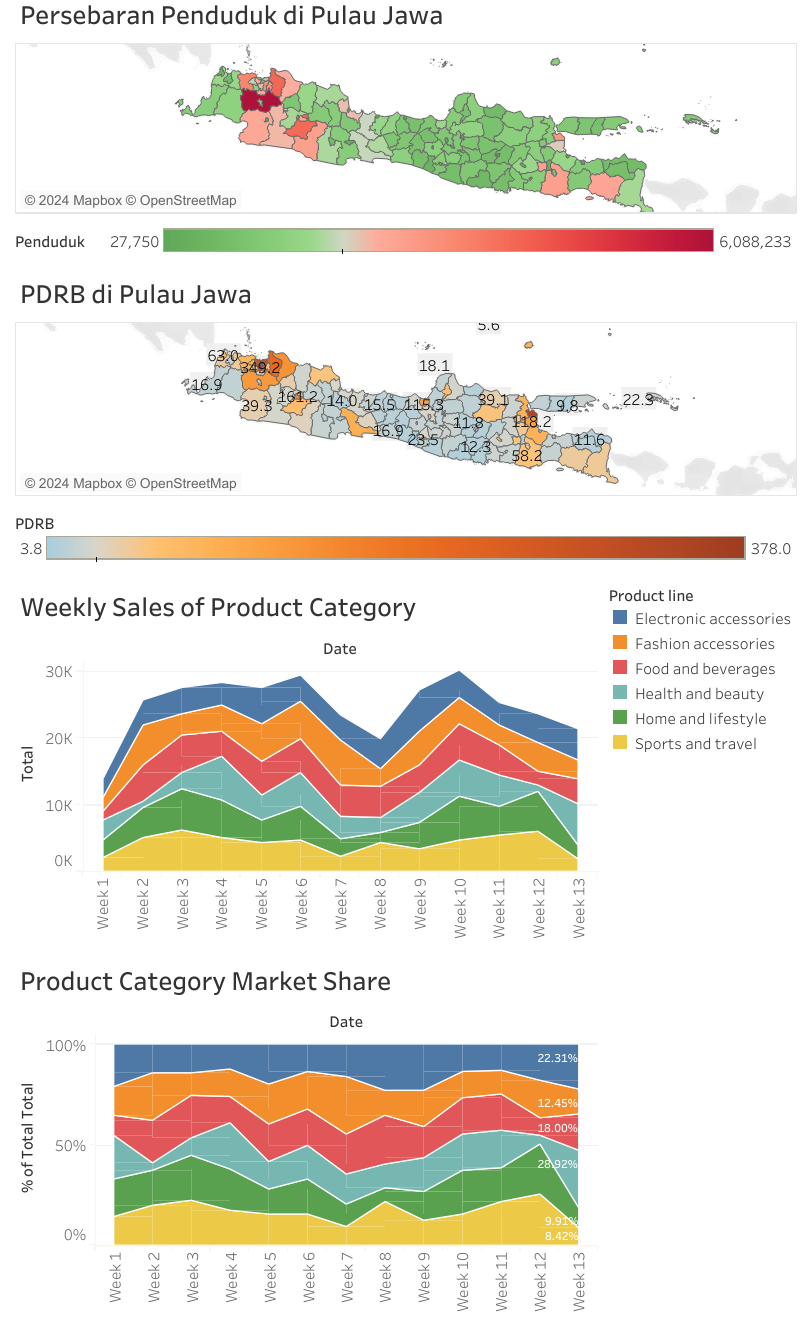 Persebaran Penduduk di Pulau Jawa
© 2024 Mapbox © OpenStreetMap
Penduduk 27,750 6,088,233
PDRB di Pulau Jawa
5.6
63.0
349.2
18.1
16.9
39.3
161.2
14.0
15.5
115.3
39.1
9.8
22.3
16.9
11.8
118.2
23.5
12.3
11.6
58.2
© 2024 Mapbox © OpenStreetMap
PDRB
3.8 378.0
Weekly Sales of Product Category
Date
Total
30K
20K
10K
0K
Week 1
Week 2
Week 3
Week 4
Week 5
Week 6
Week 7
Week 8
Week 9
Week 10
Week 11
Week 12
Week 13
Product line
Electronic accessories
Fashion accessories
Food and beverages
Health and beauty
Home and lifestyle
Sports and travel
Product Category Market Share
Date
% of Total Total
100%
50%
0%
22.31%
12.45%
18.00%
28.92%
9.91%
8.42%
Week 1
Week 2
Week 3
Week 4
Week 5
Week 6
Week 7
Week 8
Week 9
Week 10
Week 11
Week 12
Week 13